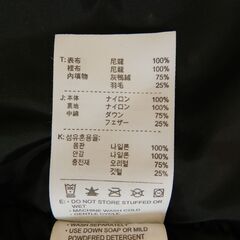 T: 表布 尼龍 100%
裡布 尼龍 100%
內填物 灰鴨絨 75%
羽毛 25%
J: 本体 ナイロン 100%
裏地 ナイロン 100%
中綿 ダウン 75%
フェザー 25%
K: 섬유혼용율:
몸판 나일론 100%
안감 나일론 100%
충전재 오리털 75%
깃털 25%
E: - DO NOT STORE STUFFED OR
WET
- MACHINE WASH COLD
- GENTLE CYCLE
- USE DOWN SOAP OR MILD
POWDERED DETERGENT